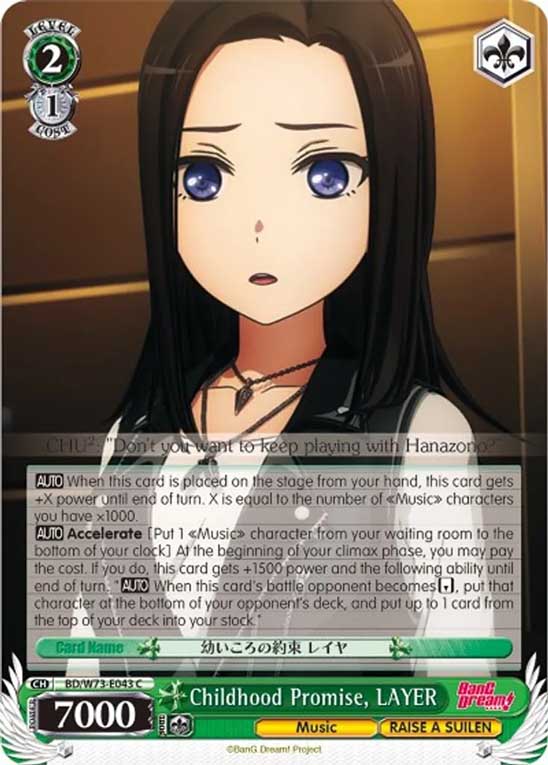 LEVEL
2
1
COST
CHU²: "Don't you want to keep playing with Hanazono?"
AUTO When this card is placed on the stage from your hand, this card gets
+X power until end of turn. X is equal to the number of «Music» characters
you have ×1000.
AUTO Accelerate [Put 1 «Music» character from your waiting room to the
bottom of your clock] At the beginning of your climax phase, you may pay
the cost. If you do, this card gets +1500 power and the following ability until
end of turn. "AUTO When this card's battle opponent becomes, put that
character at the bottom of your opponent's deck, and put up to 1 card from
the top of your deck into your stock."
Card Name 幼いころの約束 レイヤ
CH BD/W73-E043 C
Childhood Promise, LAYER
BanG Dream!
POWER 7000
SOUL
Music
RAISE A SUILEN
©BanG Dream! Project